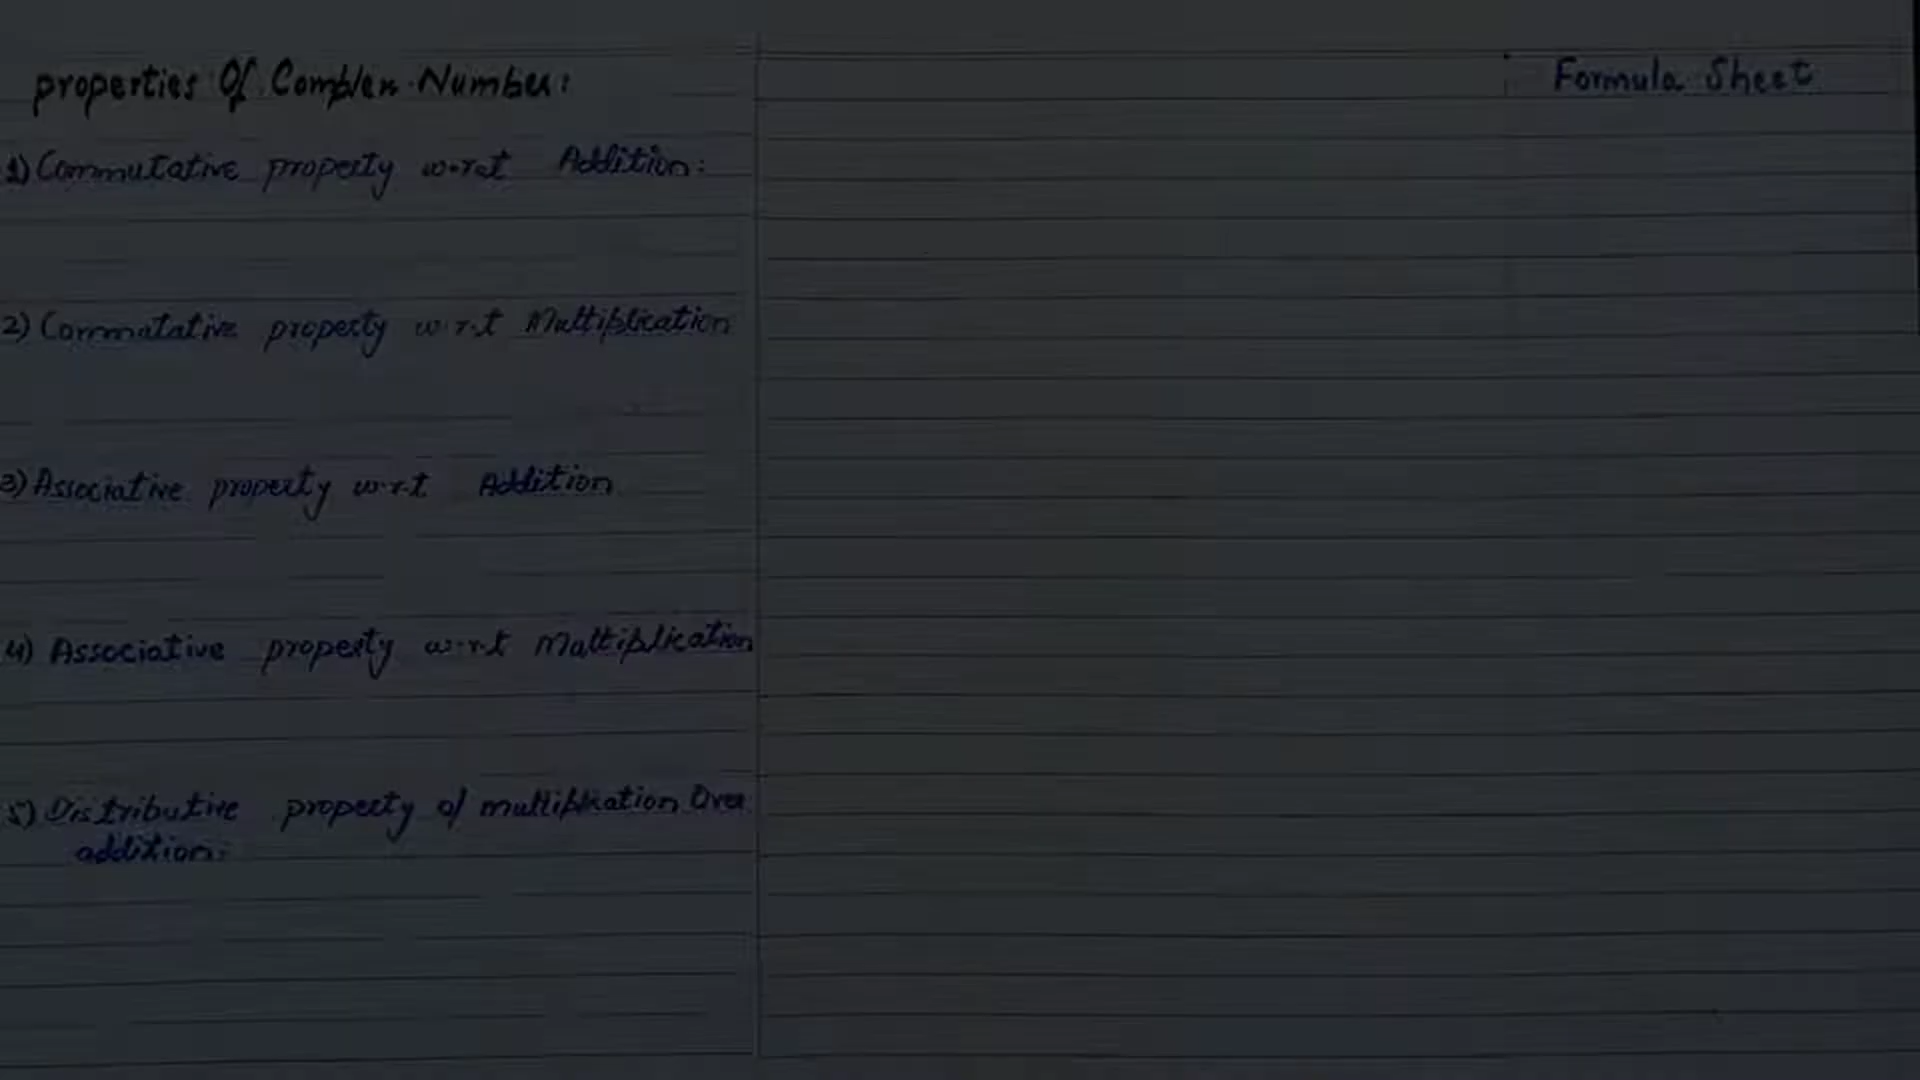 properties Of Complex Number:
Formula Sheet
1) Commutative property w.r.t Addition:
2) Commutative property w.r.t Multiplication
3) Associative property w.r.t Addition
4) Associative property w.r.t Multiplication
5) Distributive property of multiplication Over
addition: